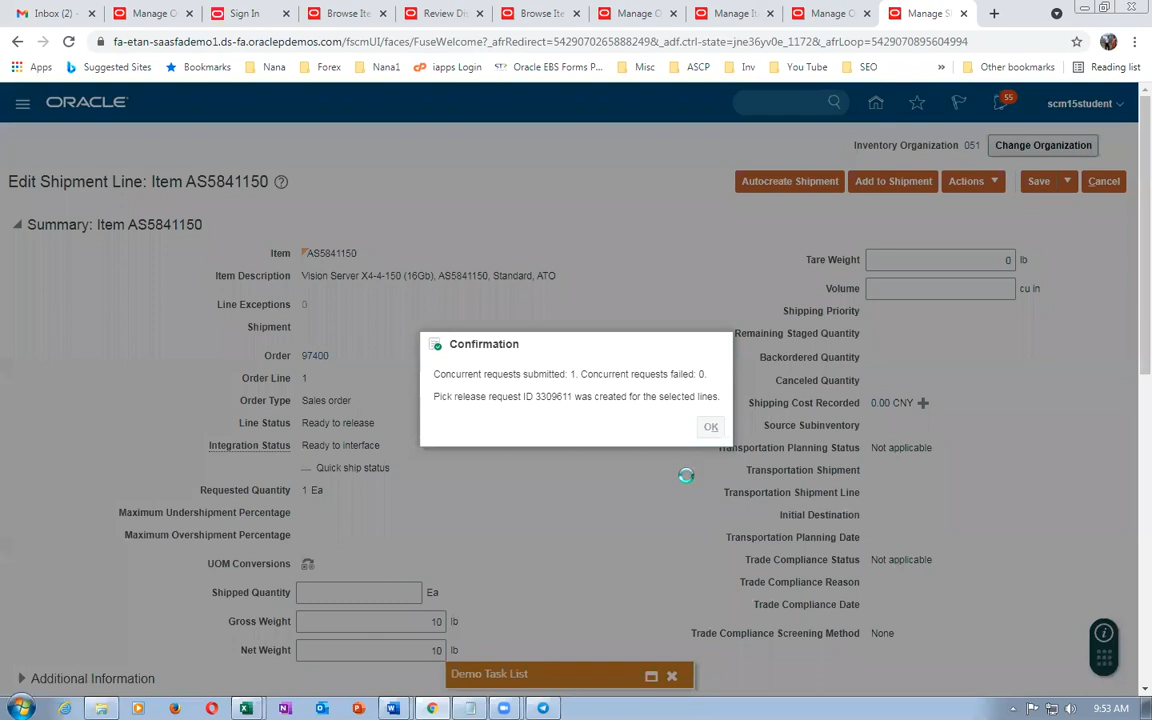 Inbox (2) -
Manage O
Sign In
Browse Ite
Review Dis
Browse Ite
Manage O
Manage It
Manage O
Manage S
fa-etan-saasfademo1.ds-fa.oraclepdemos.com/fscmUI/faces/FuseWelcome?_afrRedirect=5429070265888249&_adf.ctrl-state=jne36yv0e_1172&_afrLoop=5429070895604994
Apps
Suggested Sites
Bookmarks
Nana
Forex
Nana1
iapps Login
Oracle EBS Forms P...
Misc
ASCP
Inv
You Tube
SEO
»
Other bookmarks
Reading list
ORACLE
55
scm15student
Inventory Organization 051
Change Organization
Edit Shipment Line: Item AS5841150
Autocreate Shipment
Add to Shipment
Actions
Save
Cancel
Summary: Item AS5841150
Item AS5841150
Item Description Vision Server X4-4-150 (16Gb), AS5841150, Standard, ATO
Line Exceptions 0
Shipment
Order 97400
Order Line 1
Order Type Sales order
Line Status Ready to release
Integration Status Ready to interface
Quick ship status
Requested Quantity 1 Ea
Maximum Undershipment Percentage
Maximum Overshipment Percentage
UOM Conversions
Shipped Quantity Ea
Gross Weight 10 lb
Net Weight 10 lb
Additional Information
Tare Weight 0 lb
Volume cu in
Shipping Priority
Remaining Staged Quantity
Backordered Quantity
Canceled Quantity
Shipping Cost Recorded 0.00 CNY
Source Subinventory
Transportation Planning Status Not applicable
Transportation Shipment
Transportation Shipment Line
Initial Destination
Transportation Planning Date
Trade Compliance Status Not applicable
Trade Compliance Reason
Trade Compliance Date
Trade Compliance Screening Method None
Confirmation
Concurrent requests submitted: 1. Concurrent requests failed: 0.
Pick release request ID 3309611 was created for the selected lines.
OK
Demo Task List
9:53 AM